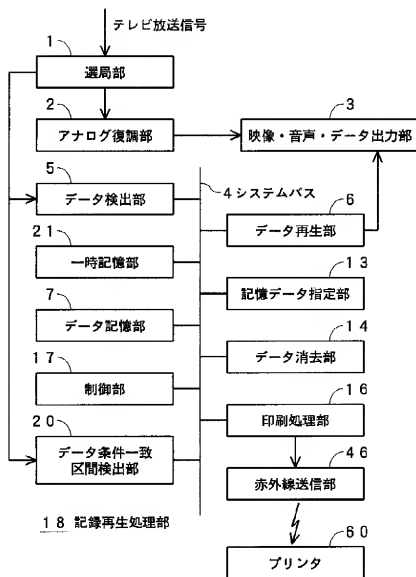 テレビ放送信号
1
選局部
2
アナログ復調部
3
映像・音声・データ出力部
5
データ検出部
4 システムバス
6
データ再生部
21
一時記憶部
13
記憶データ指定部
7
データ記憶部
14
データ消去部
17
制御部
16
印刷処理部
20
データ条件一致
区間検出部
46
赤外線送信部
18 記録再生処理部
60
プリンタ